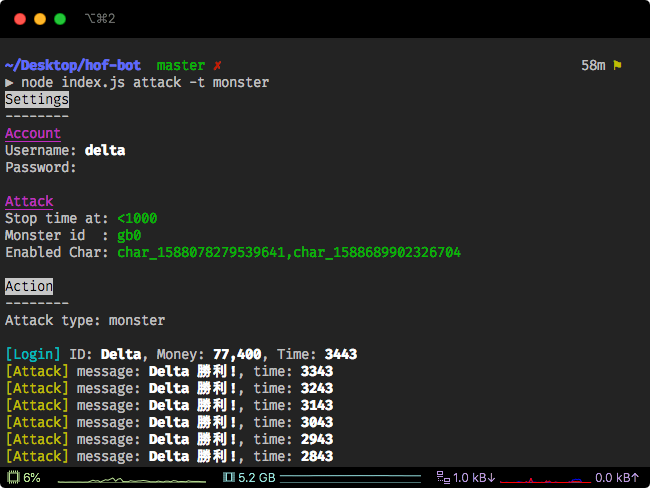 ⌥⌘2
~/Desktop/hof-bot master ✗ 58m ⚑
▶ node index.js attack -t monster
Settings
--------
Account
Username: delta
Password:
Attack
Stop time at: <1000
Monster id  : gb0
Enabled Char: char_1588078279539641,char_1588689902326704
Action
--------
Attack type: monster
[Login] ID: Delta, Money: 77,400, Time: 3443
[Attack] message: Delta 勝利!, time: 3343
[Attack] message: Delta 勝利!, time: 3243
[Attack] message: Delta 勝利!, time: 3143
[Attack] message: Delta 勝利!, time: 3043
[Attack] message: Delta 勝利!, time: 2943
[Attack] message: Delta 勝利!, time: 2843
6% 5.2 GB 1.0 kB↓ 0.0 kB↑